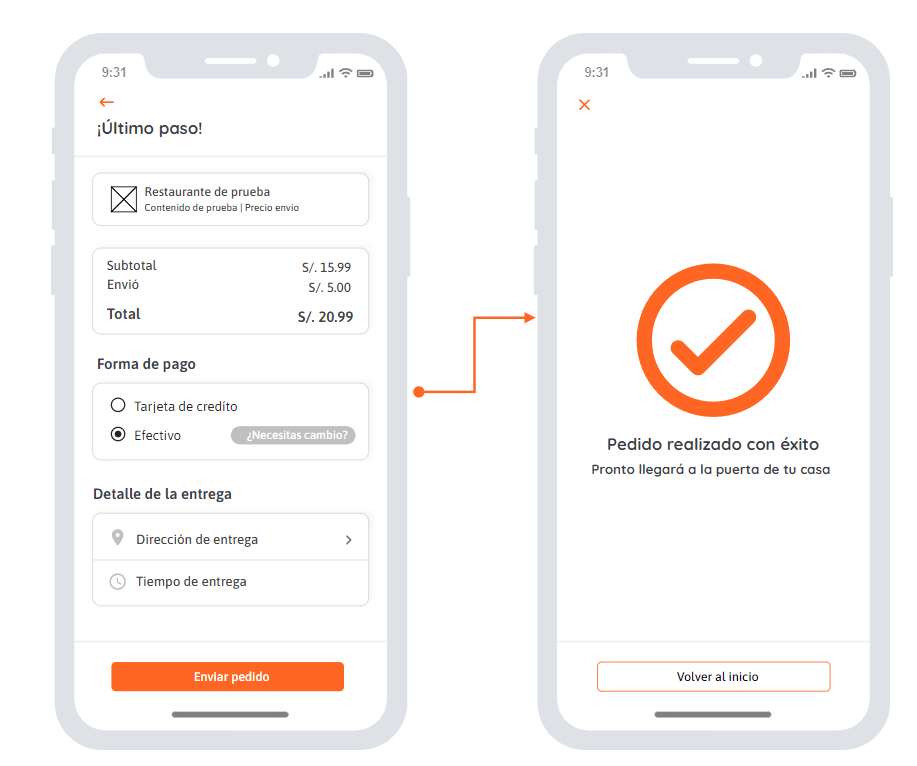 9:31
¡Último paso!
Restaurante de prueba
Contenido de prueba | Precio envio
Subtotal S/. 15.99
Envió S/. 5.00
Total S/. 20.99
Forma de pago
Tarjeta de credito
Efectivo ¿Necesitas cambio?
Detalle de la entrega
Dirección de entrega
Tiempo de entrega
Enviar pedido
9:31
Pedido realizado con éxito
Pronto llegará a la puerta de tu casa
Volver al inicio